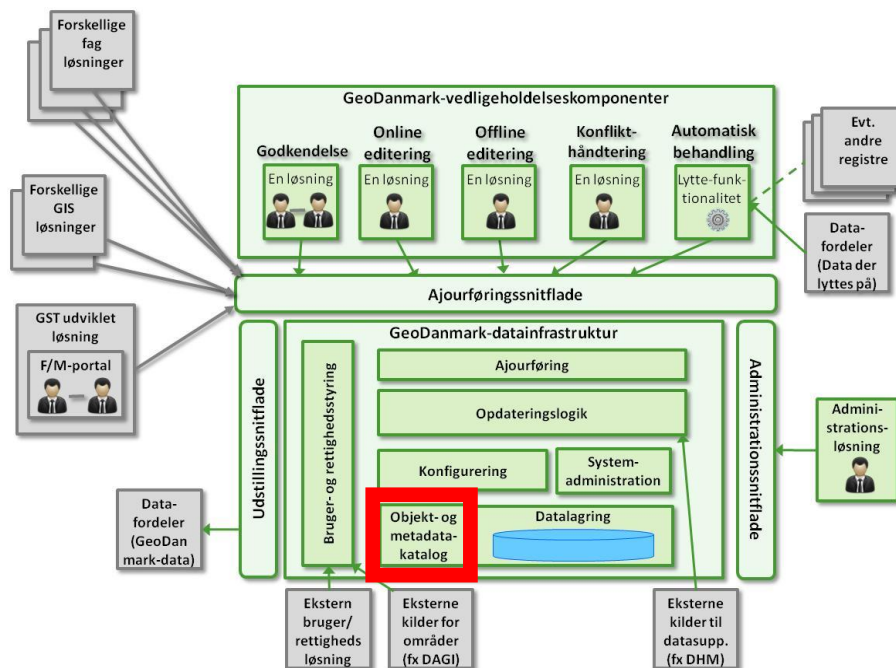 Forskellige
fag
løsninger
GeoDanmark-vedligeholdelseskomponenter
Godkendelse
Online
editering
Offline
editering
Konflikt-
håndtering
Automatisk
behandling
En løsning
En løsning
En løsning
En løsning
Lytte-funk-
tionalitet
Evt.
andre
registre
Forskellige
GIS
løsninger
Data-
fordeler
(Data der
lyttes på)
Ajourføringssnitflade
GST udviklet
løsning
F/M-portal
Udstillingssnitflade
GeoDanmark-datainfrastruktur
Bruger- og rettighedsstyring
Ajourføring
Opdateringslogik
Konfigurering
System-
administration
Objekt- og
metadata-
katalog
Datalagring
Administrationssnitflade
Admini-
strations-
løsning
Data-
fordeler
(GeoDan
mark-data)
Ekstern
bruger/
rettigheds
løsning
Eksterne
kilder for
områder
(fx DAGI)
Eksterne
kilder til
datasupp.
(fx DHM)